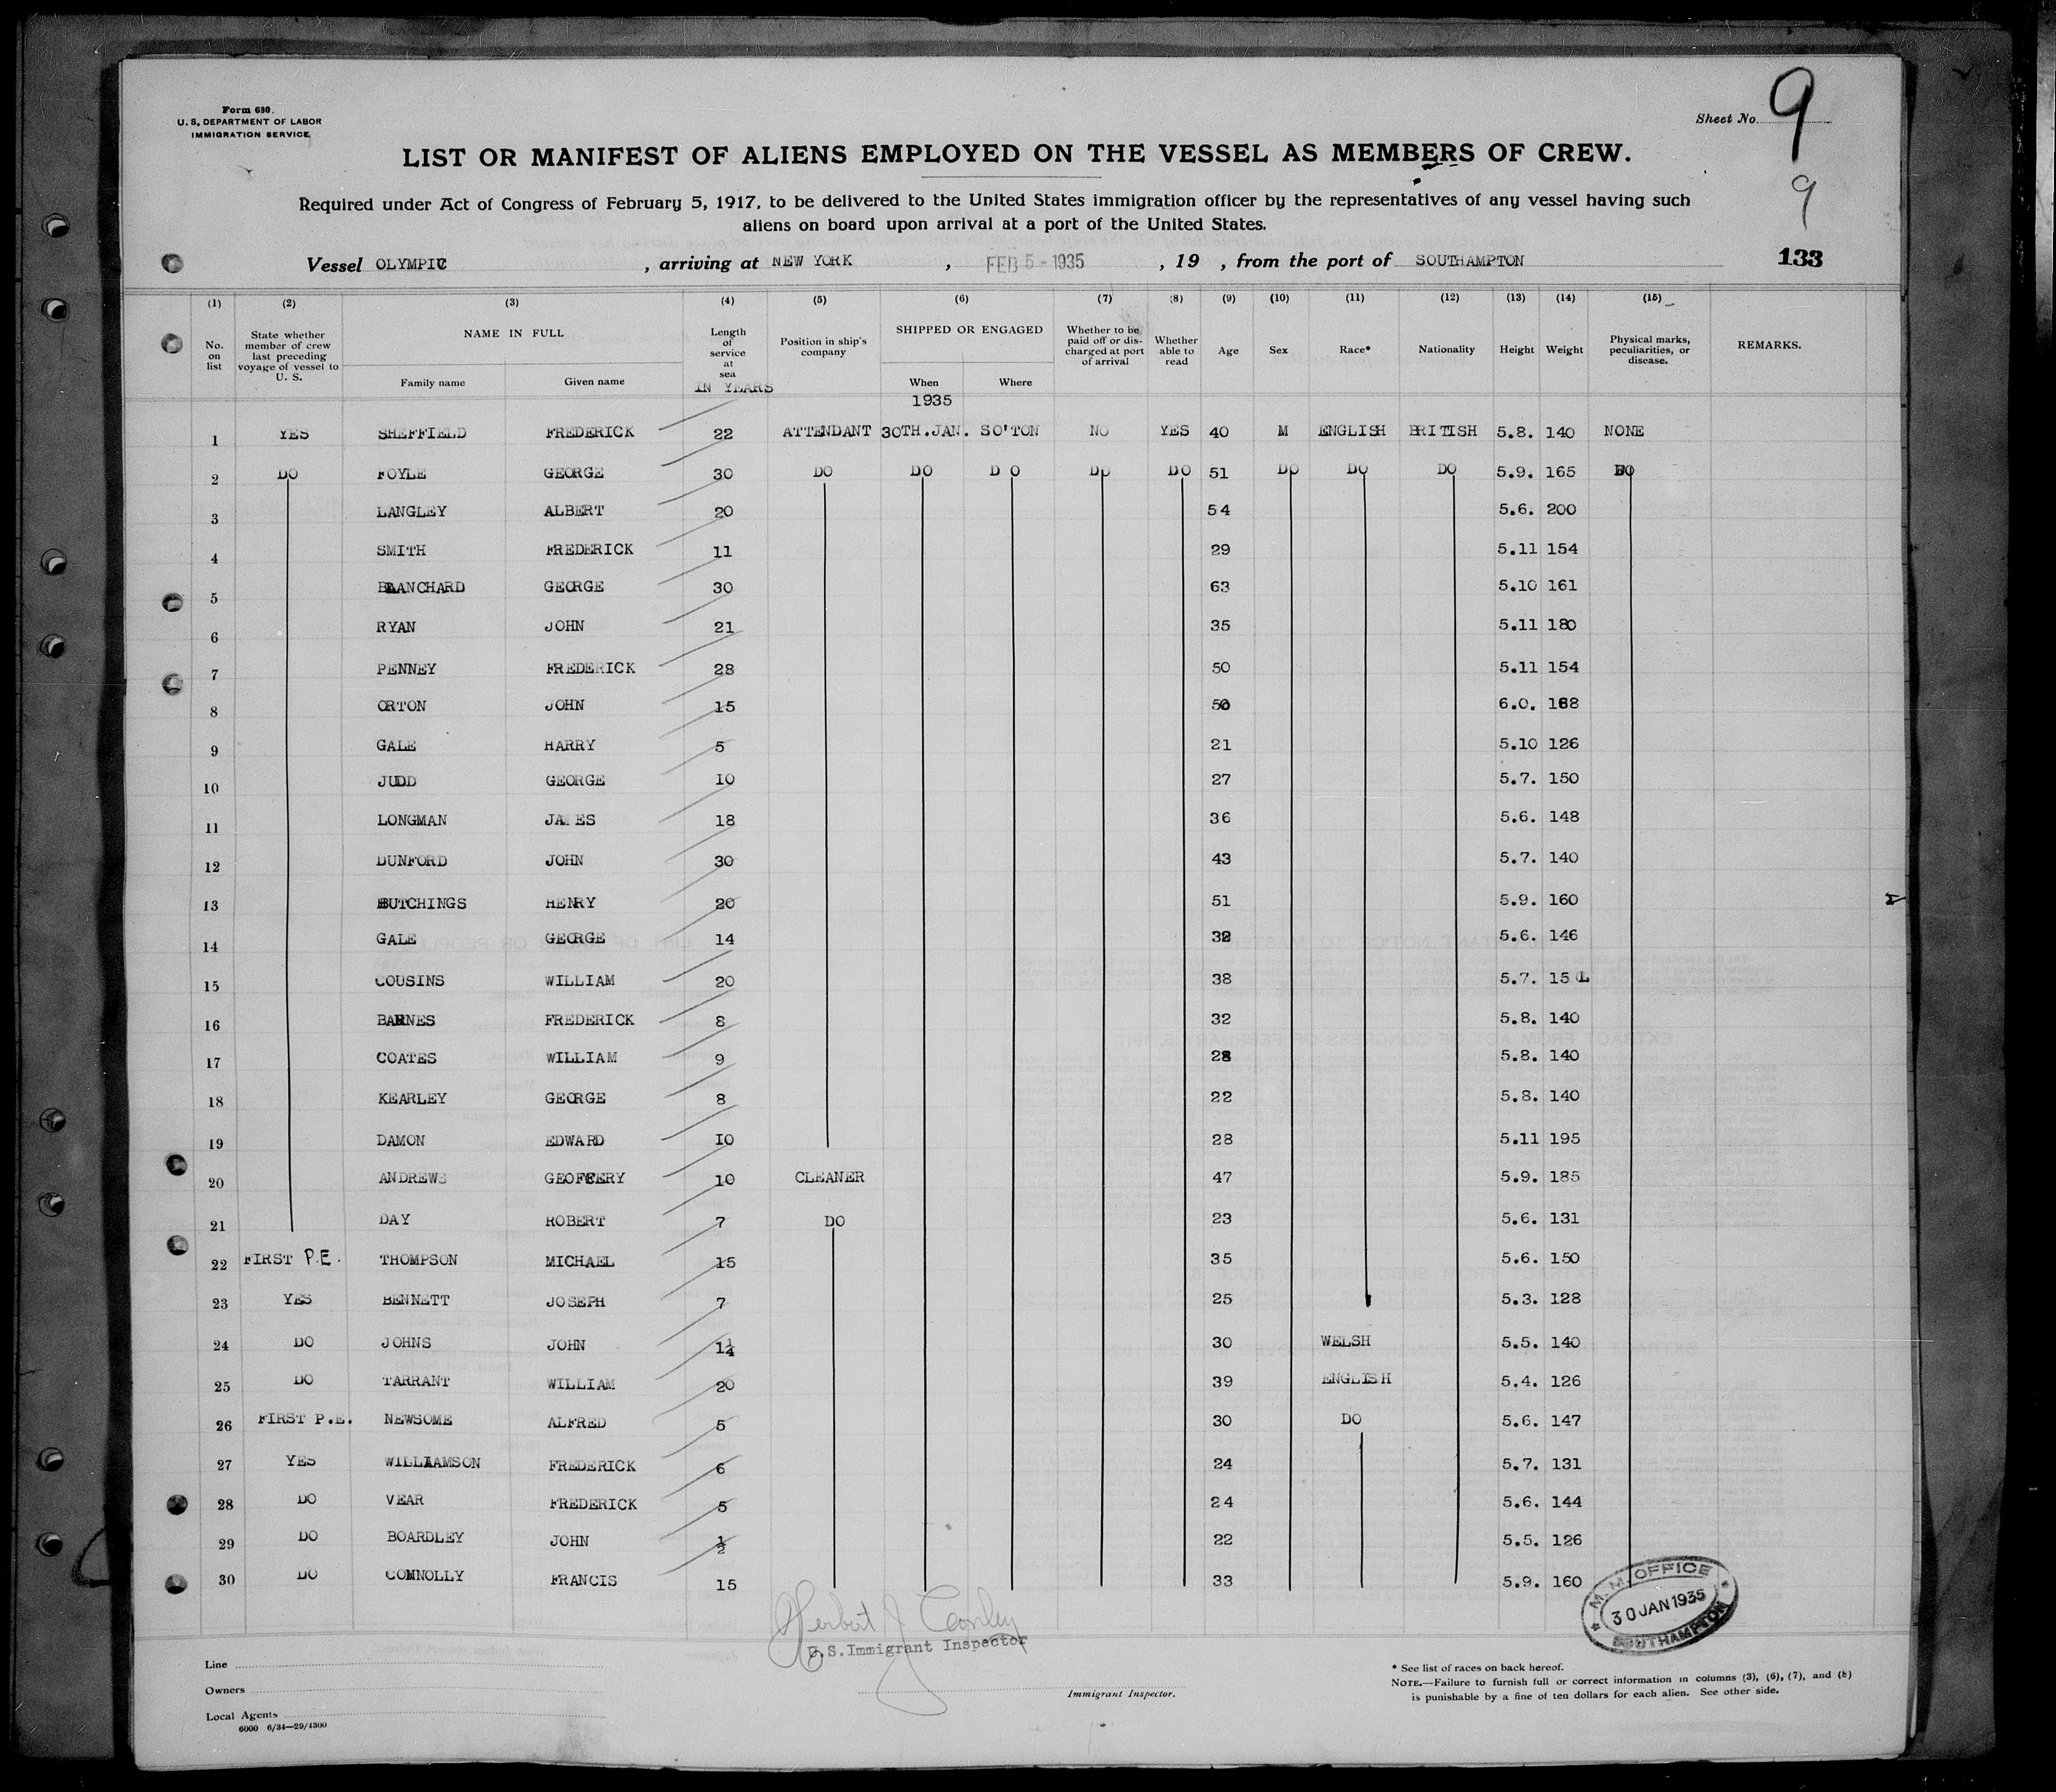 Form 680.
U. S. DEPARTMENT OF LABOR
IMMIGRATION SERVICE
Sheet No. 9
9
LIST OR MANIFEST OF ALIENS EMPLOYED ON THE VESSEL AS MEMBERS OF CREW.
Required under Act of Congress of February 5, 1917, to be delivered to the United States immigration officer by the representatives of any vessel having such
aliens on board upon arrival at a port of the United States.
Vessel OLYMPIC , arriving at NEW YORK , FEB 5 - 1935 , 19 , from the port of SOUTHAMPTON 133
(1) (2) (3) (4) (5) (6) (7) (8) (9) (10) (11) (12) (13) (14) (15)
No. on list State whether member of crew last preceding voyage of vessel to U. S. NAME IN FULL Family name Given name Length of service at sea IN YEARS Position in ship's company SHIPPED OR ENGAGED When Where Whether to be paid off or discharged at port of arrival Whether able to read Age Sex Race* Nationality Height Weight Physical marks, peculiarities, or disease. REMARKS.
1935
1 YES SHEFFIELD FREDERICK 22 ATTENDANT 30TH.JAN. SO'TON NO YES 40 M ENGLISH BRITISH 5.8. 140 NONE
2 DO FOYLE GEORGE 30 DO DO DO DO DO 51 DO DO DO 5.9. 165 DO
3 LANGLEY ALBERT 20 54 5.6. 200
4 SMITH FREDERICK 11 29 5.11 154
5 BLANCHARD GEORGE 30 63 5.10 161
6 RYAN JOHN 21 35 5.11 180
7 PENNEY FREDERICK 28 50 5.11 154
8 ORTON JOHN 15 50 6.0. 188
9 GALE HARRY 5 21 5.10 126
10 JUDD GEORGE 10 27 5.7. 150
11 LONGMAN JAMES 18 36 5.6. 148
12 DUNFORD JOHN 30 43 5.7. 140
13 HUTCHINGS HENRY 20 51 5.9. 160
14 GALE GEORGE 14 32 5.6. 146
15 COUSINS WILLIAM 20 38 5.7.
16 BARNES FREDERICK 8 32 5.8. 140
17 COATES WILLIAM 9 28 5.8. 140
18 KEARLEY GEORGE 8 22 5.8. 140
19 DAMON EDWARD 10 28 5.11 195
20 ANDREWS GEOFFERY 10 CLEANER 47 5.9. 185
21 DAY ROBERT 7 DO 23 5.6. 131
22 FIRST P.E. THOMPSON MICHAEL 15 35 5.6. 150
23 YES BENNETT JOSEPH 7 25 5.3. 128
24 DO JOHNS JOHN 1¼ 30 WELSH 5.5. 140
25 DO TARRANT WILLIAM 20 39 ENGLISH 5.4. 126
26 FIRST P.E. NEWSOME ALFRED 5 30 DO 5.6. 147
27 YES WILLIAMSON FREDERICK 6 24 5.7. 131
28 DO VEAR FREDERICK 5 24 5.6. 144
29 DO BOARDLEY JOHN ½ 22 5.5. 126
30 DO CONNOLLY FRANCIS 15 33 5.9. 160
M.M. OFFICE
30 JAN 1935
SOUTHAMPTON
Herbert J
U.S.Immigrant Inspector
Immigrant Inspector.
Line
Owners
Local Agents
6000 6/34—29/4300
* See list of races on back hereof.
NOTE.—Failure to furnish full or correct information in columns (3), (6), (7), and (8)
is punishable by a fine of ten dollars for each alien. See other side.